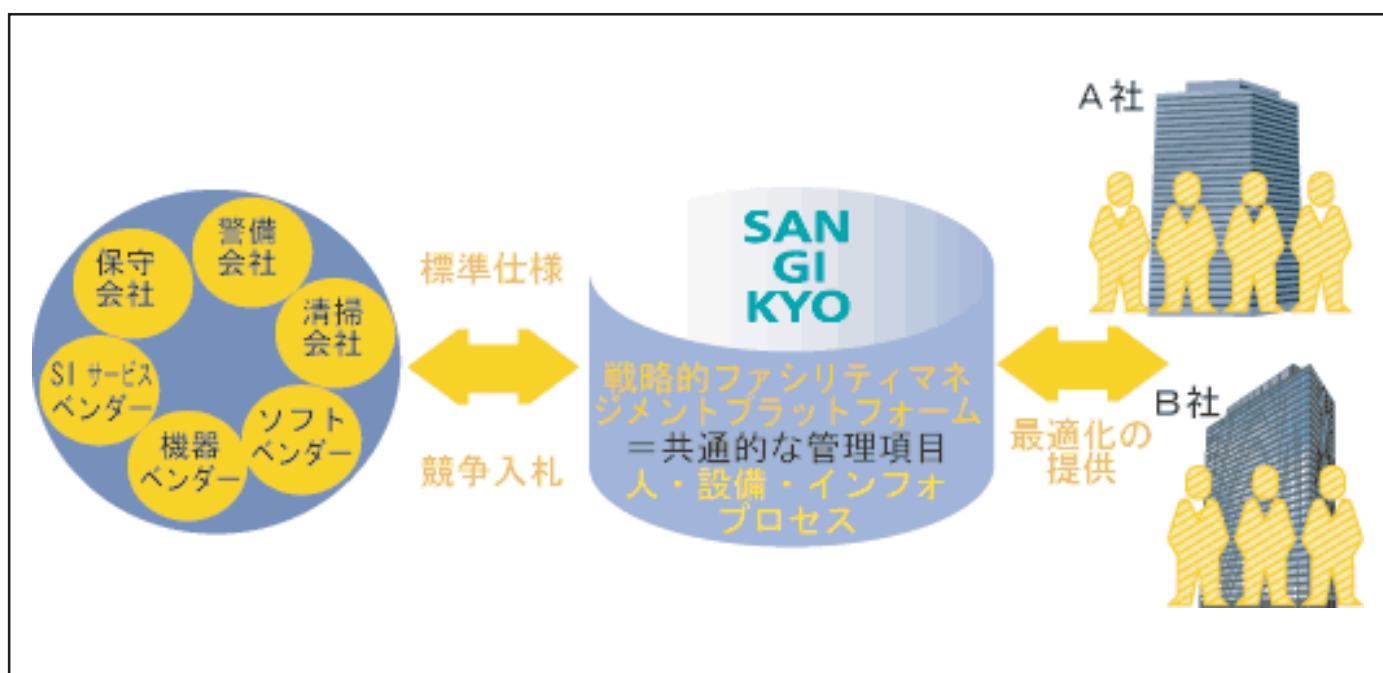 警備
会社
保守
会社
清掃
会社
SI サービス
ベンダー
機器
ベンダー
ソフト
ベンダー
標準仕様
競争入札
SAN
GI
KYO
戦略的ファシリティマネ
ジメントプラットフォーム
＝共通的な管理項目
人・設備・インフォ
プロセス
最適化の
提供
A社
B社